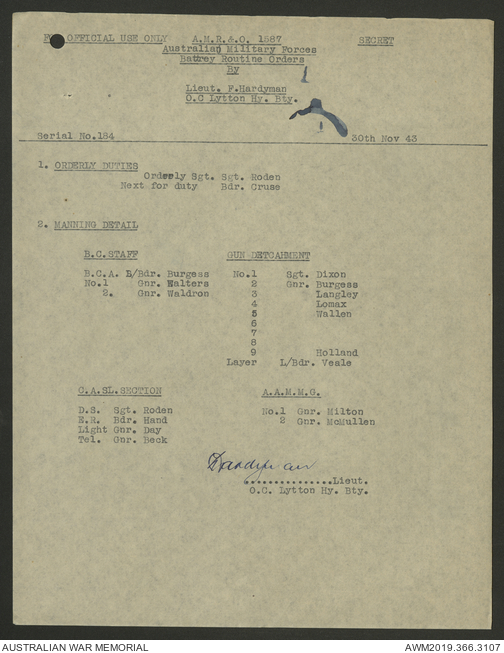 FOR OFFICIAL USE ONLY A.M.R.&.O. 1587 SECRET
Australian Military Forces
Battrey Routine Orders
By
Lieut. F.Hardyman
O.C Lytton Hy. Bty.
Serial No.184 30th Nov 43
1. ORDERLY DUTIES
Orderly Sgt. Sgt. Roden
Next for duty Bdr. Cruse
2. MANNING DETAIL
B.C.STAFF
B.C.A. L/Bdr. Burgess
No.1 Gnr. Walters
2. Gnr. Waldron
GUN DETCAHMENT
No.1 Sgt. Dixon
2 Gnr. Burgess
3 Langley
4 Lomax
5 Wallen
6
7
8
9 Holland
Layer L/Bdr. Veale
C.A.SL.SECTION
D.S. Sgt. Roden
E.R. Bdr. Hand
Light Gnr. Day
Tel. Gnr. Beck
A.A.M.M.G.
No.1 Gnr. Milton
2 Gnr. McMullen
Hardyman
...............Lieut.
O.C. Lytton Hy. Bty.
AUSTRALIAN WAR MEMORIAL AWM2019.366.3107